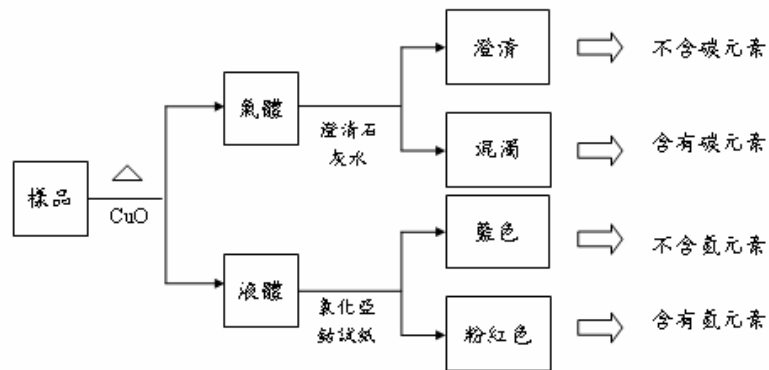 澄清
不含碳元素
氣體
澄清石
灰水
混濁
含有碳元素
樣品
△
CuO
藍色
不含氫元素
液體
氯化亞
鈷試紙
粉紅色
含有氫元素